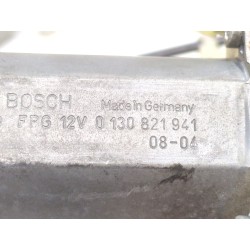 BOSCH Made in Germany
FPG 12V 0 130 821 941
08-04